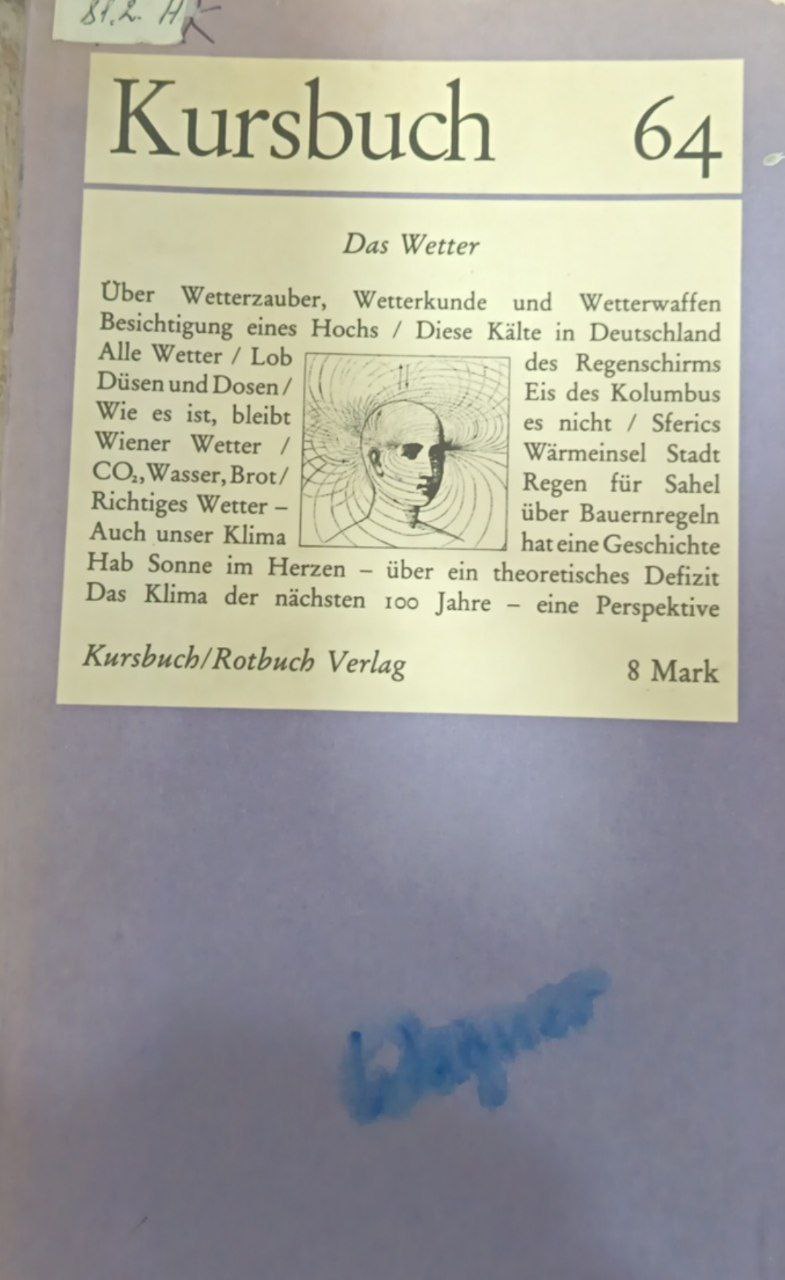 81.2. H
Kursbuch 64
Das Wetter
Über Wetterzauber, Wetterkunde und Wetterwaffen
Besichtigung eines Hochs / Diese Kälte in Deutschland
Alle Wetter / Lob des Regenschirms
Düsen und Dosen / Eis des Kolumbus
Wie es ist, bleibt es nicht / Sferics
Wiener Wetter / Wärmeinsel Stadt
CO₂, Wasser, Brot / Regen für Sahel
Richtiges Wetter – über Bauernregeln
Auch unser Klima hat eine Geschichte
Hab Sonne im Herzen – über ein theoretisches Defizit
Das Klima der nächsten 100 Jahre – eine Perspektive
Kursbuch/Rotbuch Verlag 8 Mark
Wagner